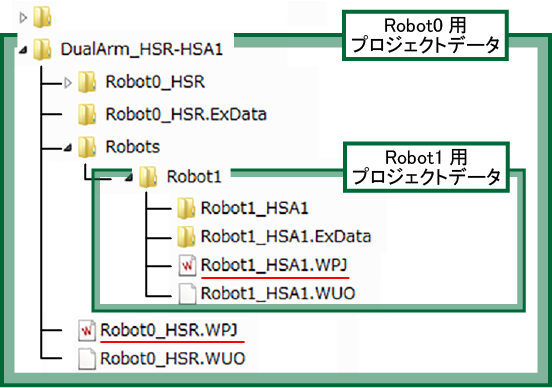 Robot0 用
プロジェクトデータ
DualArm_HSR-HSA1
Robot0_HSR
Robot0_HSR.ExData
Robots
Robot1 用
プロジェクトデータ
Robot1
Robot1_HSA1
Robot1_HSA1.ExData
Robot1_HSA1.WPJ
Robot1_HSA1.WUO
Robot0_HSR.WPJ
Robot0_HSR.WUO